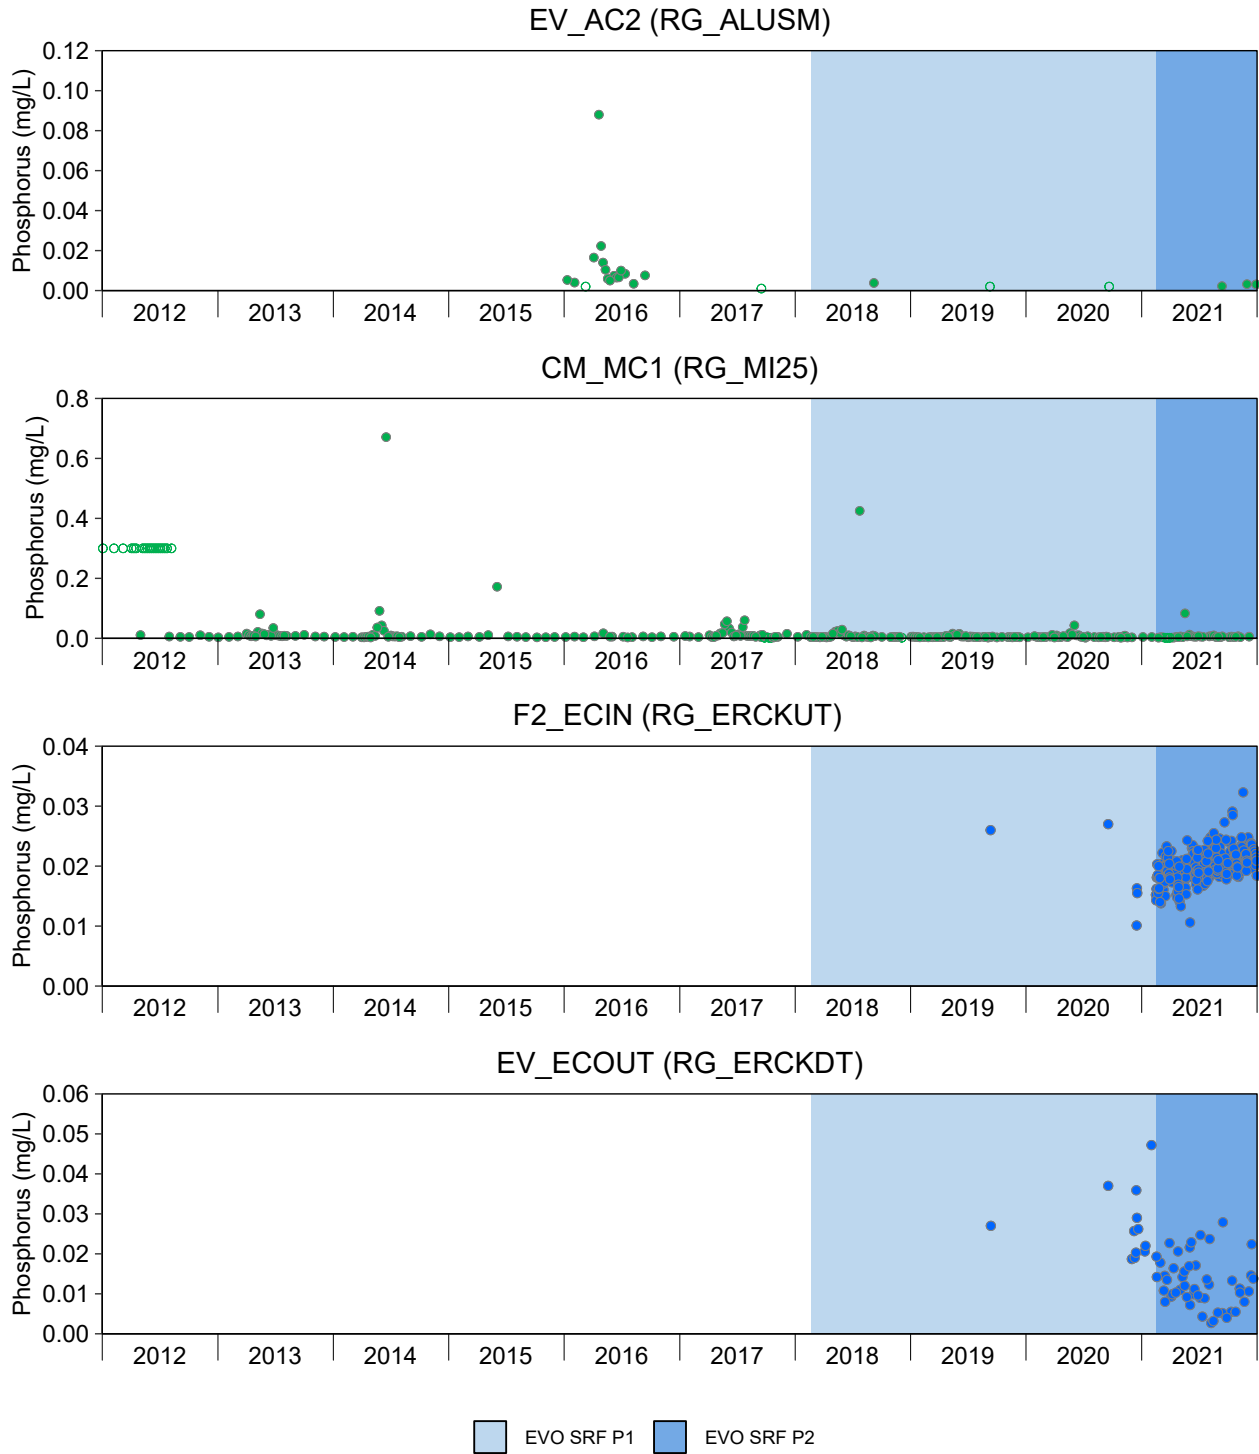 EV_AC2 (RG_ALUSM)
Phosphorus (mg/L)
0.12
0.10
0.08
0.06
0.04
0.02
0.00
2012 2013 2014 2015 2016 2017 2018 2019 2020 2021
CM_MC1 (RG_MI25)
Phosphorus (mg/L)
0.8
0.6
0.4
0.2
0.0
2012 2013 2014 2015 2016 2017 2018 2019 2020 2021
F2_ECIN (RG_ERCKUT)
Phosphorus (mg/L)
0.04
0.03
0.02
0.01
0.00
2012 2013 2014 2015 2016 2017 2018 2019 2020 2021
EV_ECOUT (RG_ERCKDT)
Phosphorus (mg/L)
0.06
0.05
0.04
0.03
0.02
0.01
0.00
2012 2013 2014 2015 2016 2017 2018 2019 2020 2021
EVO SRF P1 EVO SRF P2